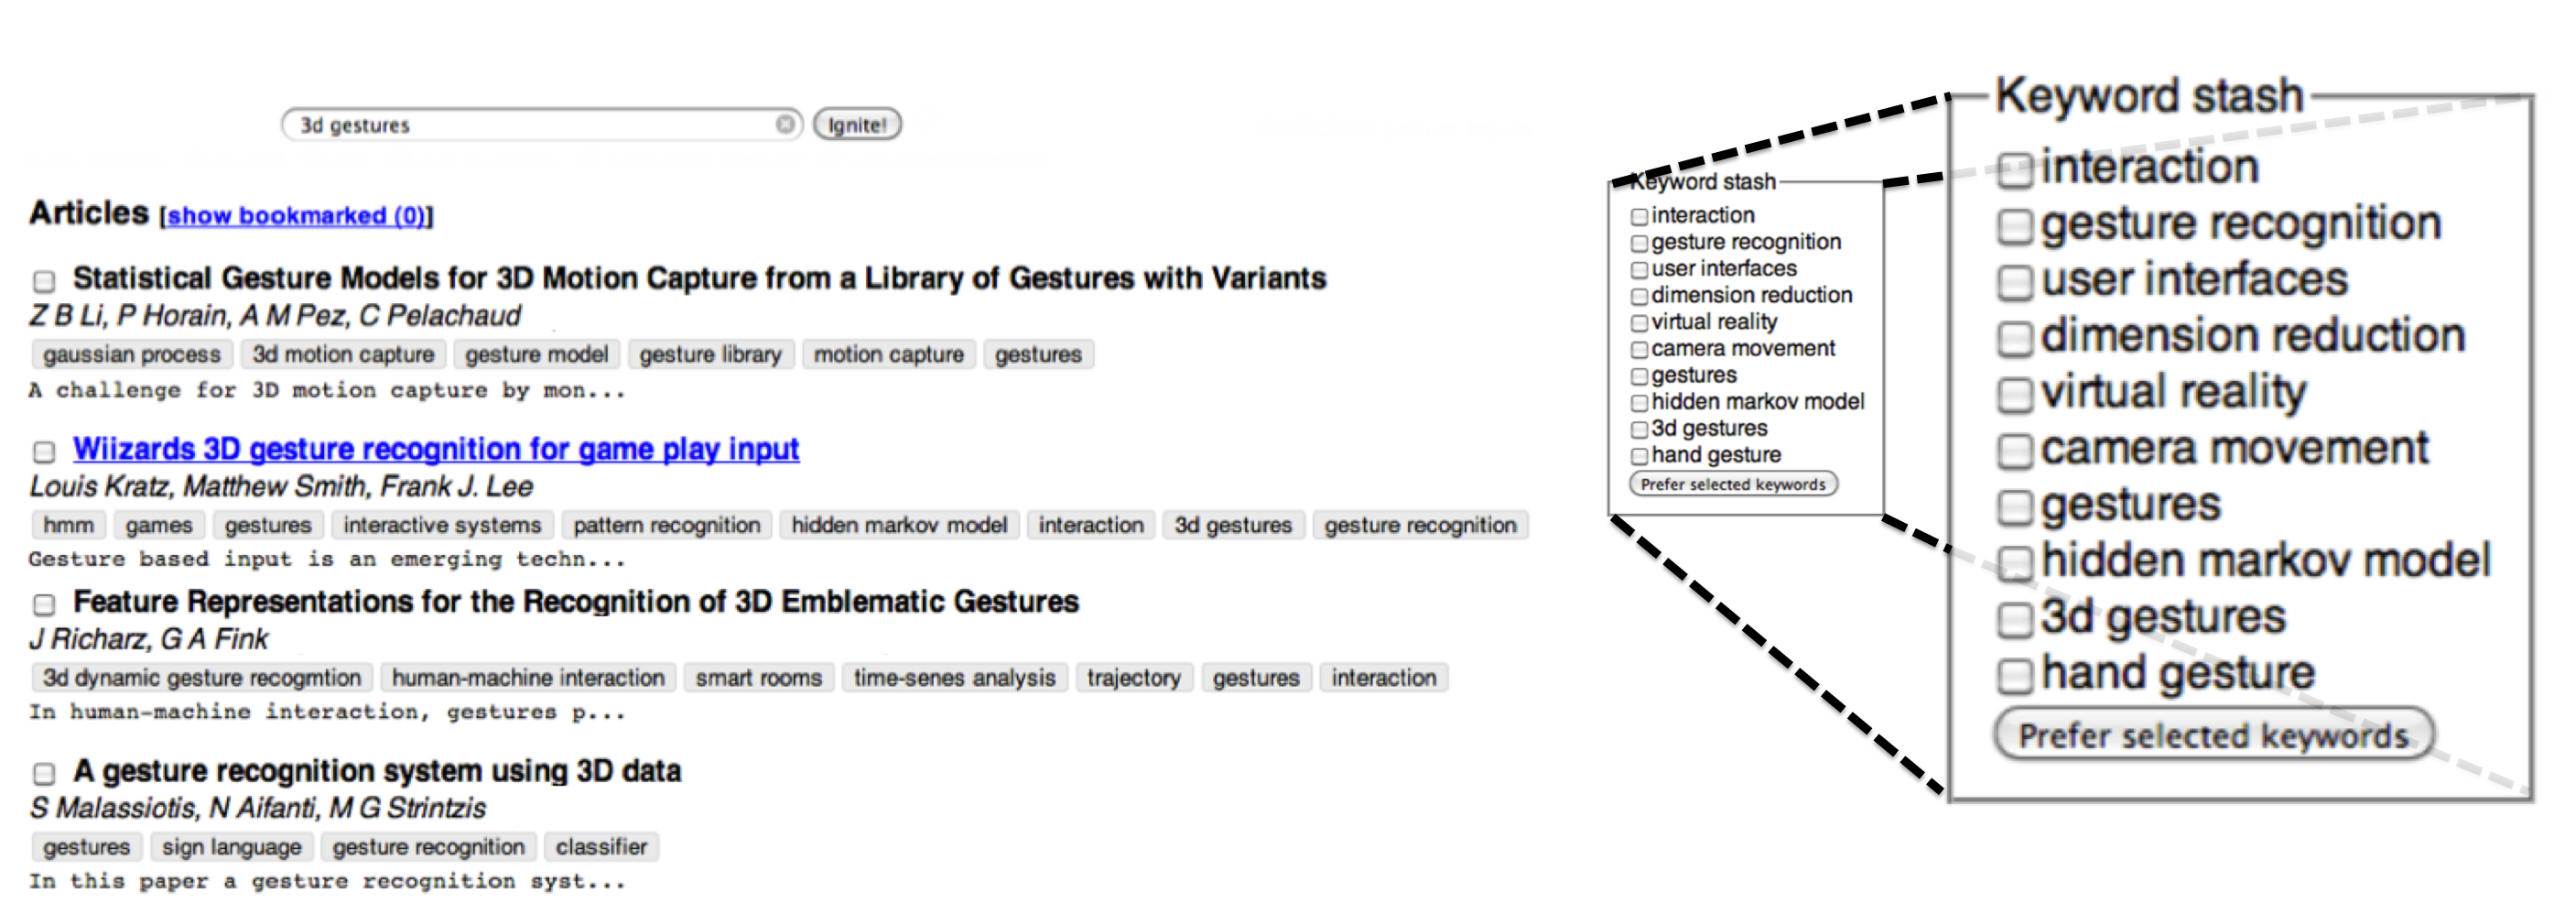 3d gestures Ignite!
Articles [show bookmarked (0)]
Statistical Gesture Models for 3D Motion Capture from a Library of Gestures with Variants
Z B Li, P Horain, A M Pez, C Pelachaud
gaussian process 3d motion capture gesture model gesture library motion capture gestures
A challenge for 3D motion capture by mon...
Wiizards 3D gesture recognition for game play input
Louis Kratz, Matthew Smith, Frank J. Lee
hmm games gestures interactive systems pattern recognition hidden markov model interaction 3d gestures gesture recognition
Gesture based input is an emerging techn...
Feature Representations for the Recognition of 3D Emblematic Gestures
J Richarz, G A Fink
3d dynamic gesture recogmtion human-machine interaction smart rooms time-senes analysis trajectory gestures interaction
In human-machine interaction, gestures p...
A gesture recognition system using 3D data
S Malassiotis, N Aifanti, M G Strintzis
gestures sign language gesture recognition classifier
In this paper a gesture recognition syst...
Keyword stash
interaction
gesture recognition
user interfaces
dimension reduction
virtual reality
camera movement
gestures
hidden markov model
3d gestures
hand gesture
Prefer selected keywords
Keyword stash
interaction
gesture recognition
user interfaces
dimension reduction
virtual reality
camera movement
gestures
hidden markov model
3d gestures
hand gesture
Prefer selected keywords